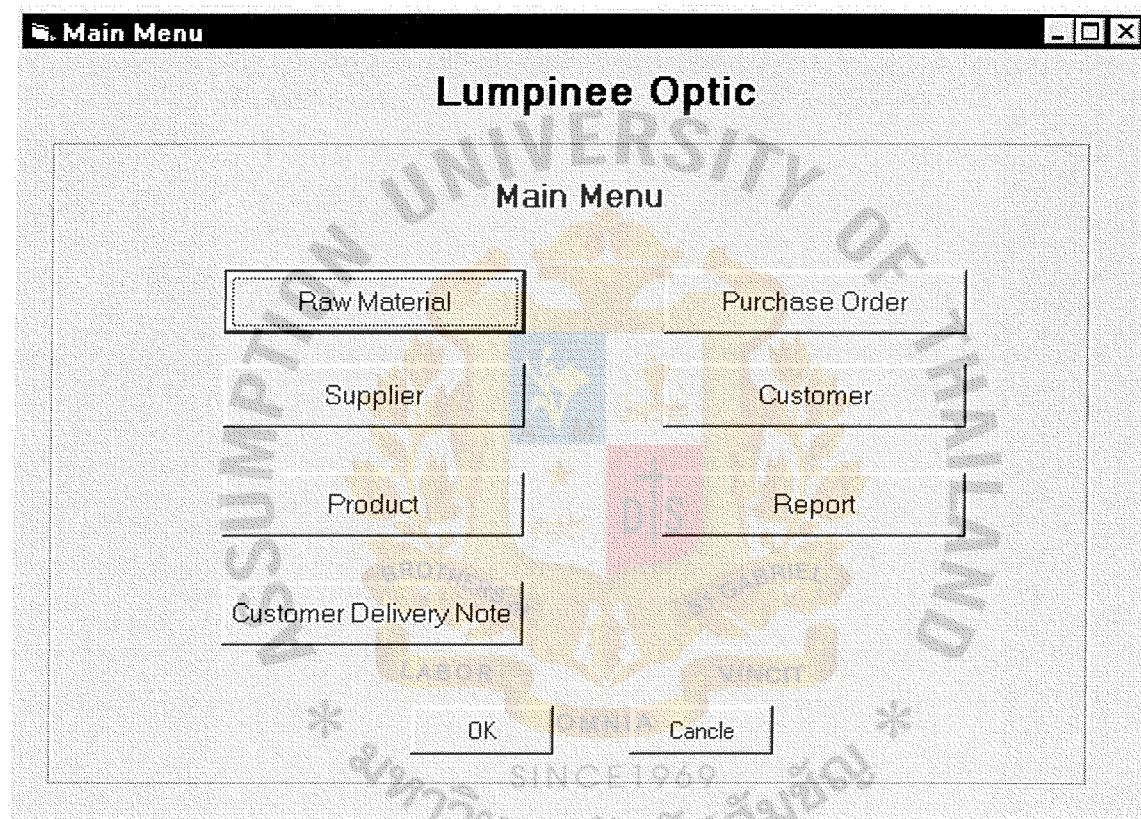 Main Menu
Lumpinee Optic
Main Menu
Raw Material
Purchase Order
Supplier
Customer
Product
Report
Customer Delivery Note
OK
Cancle
ASSUMPTION UNIVERSITY OF THAILAND
D S
BROTHERS OF ST GABRIEL
LABOR
OMNIA
VINCIT
SINCE1969